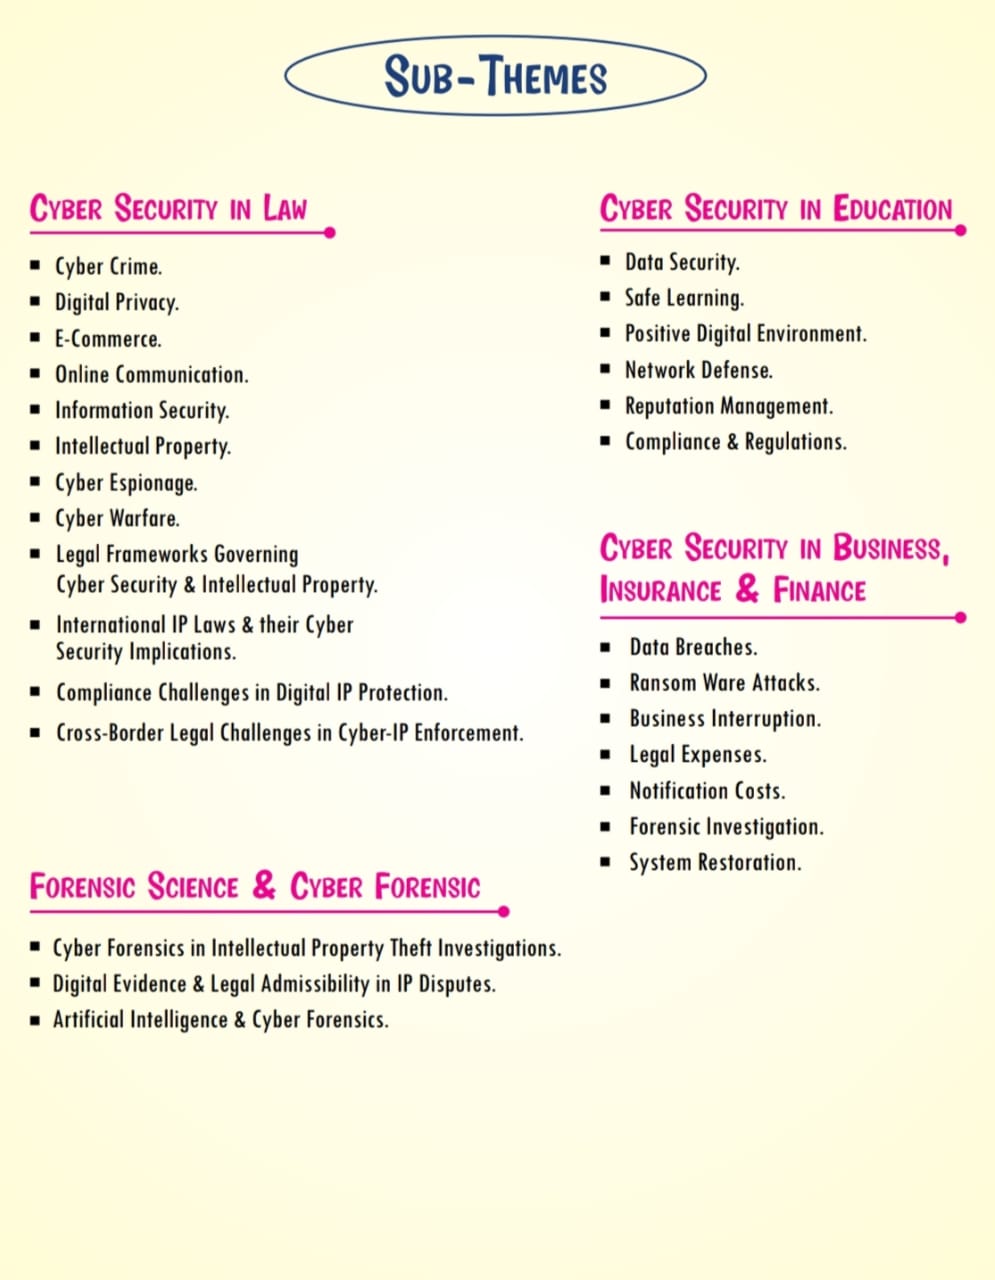 Sub-Themes
Cyber Security in Law
Cyber Crime.
Digital Privacy.
E-Commerce.
Online Communication.
Information Security.
Intellectual Property.
Cyber Espionage.
Cyber Warfare.
Legal Frameworks Governing
Cyber Security & Intellectual Property.
International IP Laws & their Cyber
Security Implications.
Compliance Challenges in Digital IP Protection.
Cross-Border Legal Challenges in Cyber-IP Enforcement.
Forensic Science & Cyber Forensic
Cyber Forensics in Intellectual Property Theft Investigations.
Digital Evidence & Legal Admissibility in IP Disputes.
Artificial Intelligence & Cyber Forensics.
Cyber Security in Education
Data Security.
Safe Learning.
Positive Digital Environment.
Network Defense.
Reputation Management.
Compliance & Regulations.
Cyber Security in Business,
Insurance & Finance
Data Breaches.
Ransom Ware Attacks.
Business Interruption.
Legal Expenses.
Notification Costs.
Forensic Investigation.
System Restoration.